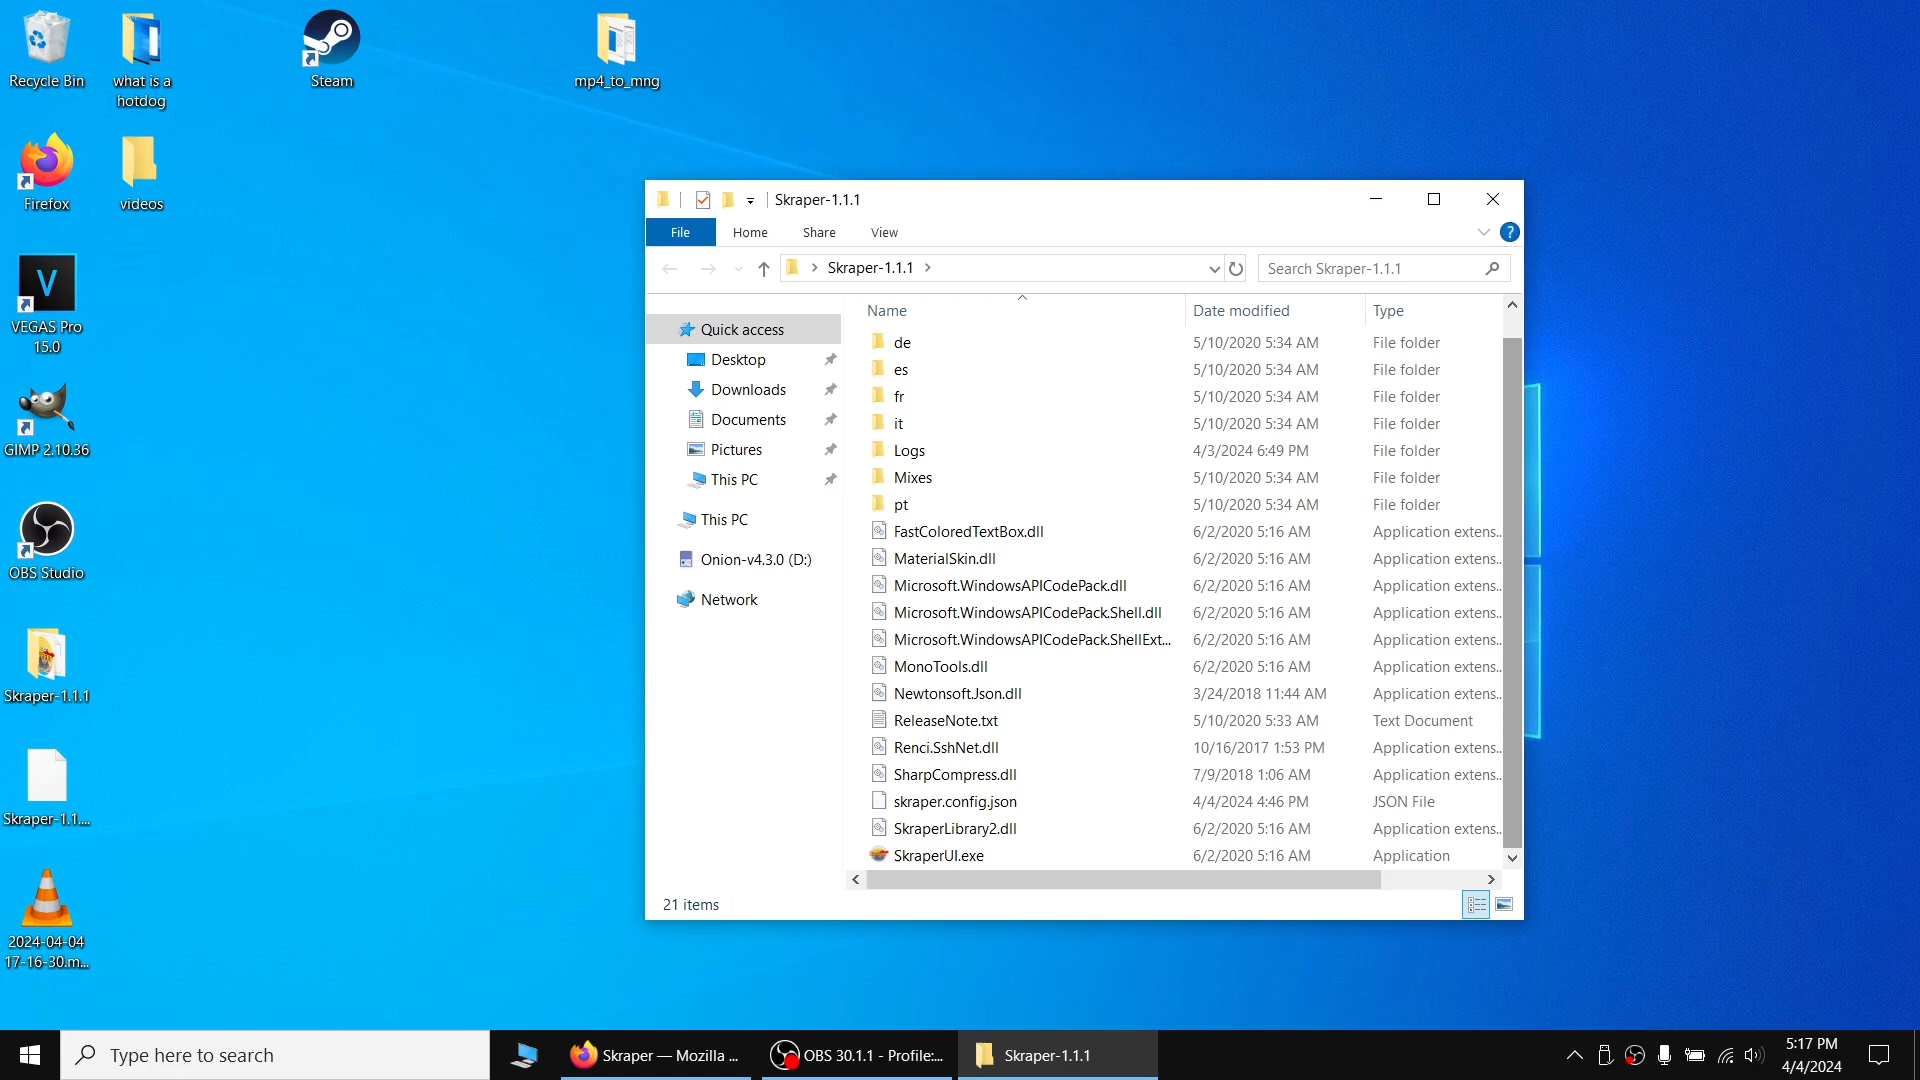 Recycle Bin
what is a
hotdog
Steam
mp4_to_mng
Firefox
videos
VEGAS Pro
15.0
GIMP 2.10.36
OBS Studio
Skraper-1.1.1
Skraper-1.1....
2024-04-04
17-16-30.m...
Skraper-1.1.1
File Home Share View
Skraper-1.1.1
Search Skraper-1.1.1
Quick access
Desktop
Downloads
Documents
Pictures
This PC
This PC
Onion-v4.3.0 (D:)
Network
Name Date modified Type
de 5/10/2020 5:34 AM File folder
es 5/10/2020 5:34 AM File folder
fr 5/10/2020 5:34 AM File folder
it 5/10/2020 5:34 AM File folder
Logs 4/3/2024 6:49 PM File folder
Mixes 5/10/2020 5:34 AM File folder
pt 5/10/2020 5:34 AM File folder
FastColoredTextBox.dll 6/2/2020 5:16 AM Application extens...
MaterialSkin.dll 6/2/2020 5:16 AM Application extens...
Microsoft.WindowsAPICodePack.dll 6/2/2020 5:16 AM Application extens...
Microsoft.WindowsAPICodePack.Shell.dll 6/2/2020 5:16 AM Application extens...
Microsoft.WindowsAPICodePack.ShellExt... 6/2/2020 5:16 AM Application extens...
MonoTools.dll 6/2/2020 5:16 AM Application extens...
Newtonsoft.Json.dll 3/24/2018 11:44 AM Application extens...
ReleaseNote.txt 5/10/2020 5:33 AM Text Document
Renci.SshNet.dll 10/16/2017 1:53 PM Application extens...
SharpCompress.dll 7/9/2018 1:06 AM Application extens...
skraper.config.json 4/4/2024 4:46 PM JSON File
SkraperLibrary2.dll 6/2/2020 5:16 AM Application extens...
SkraperUI.exe 6/2/2020 5:16 AM Application
21 items
Type here to search
Skraper — Mozilla ...
OBS 30.1.1 - Profile:...
Skraper-1.1.1
5:17 PM
4/4/2024